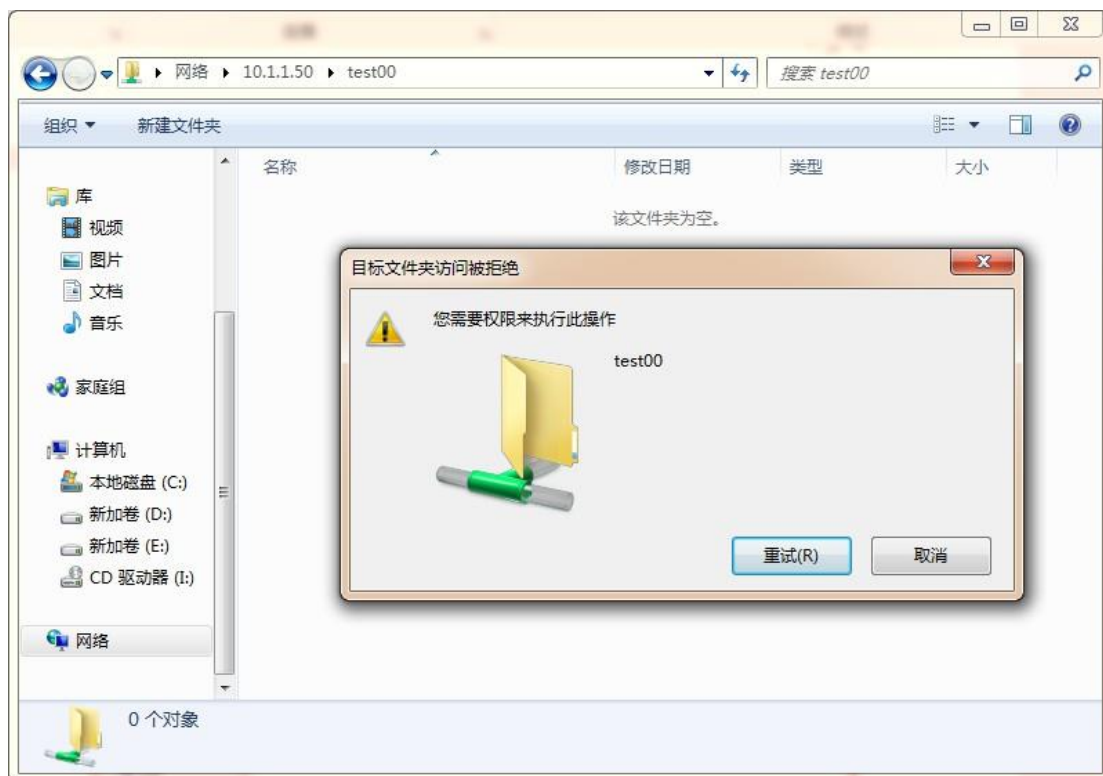 网络 10.1.1.50 test00
搜索 test00
组织 新建文件夹
名称 修改日期 类型 大小
该文件夹为空。
库
视频
图片
文档
音乐
家庭组
计算机
本地磁盘 (C:)
新加卷 (D:)
新加卷 (E:)
CD 驱动器 (I:)
网络
目标文件夹访问被拒绝
您需要权限来执行此操作
test00
重试(R) 取消
0 个对象